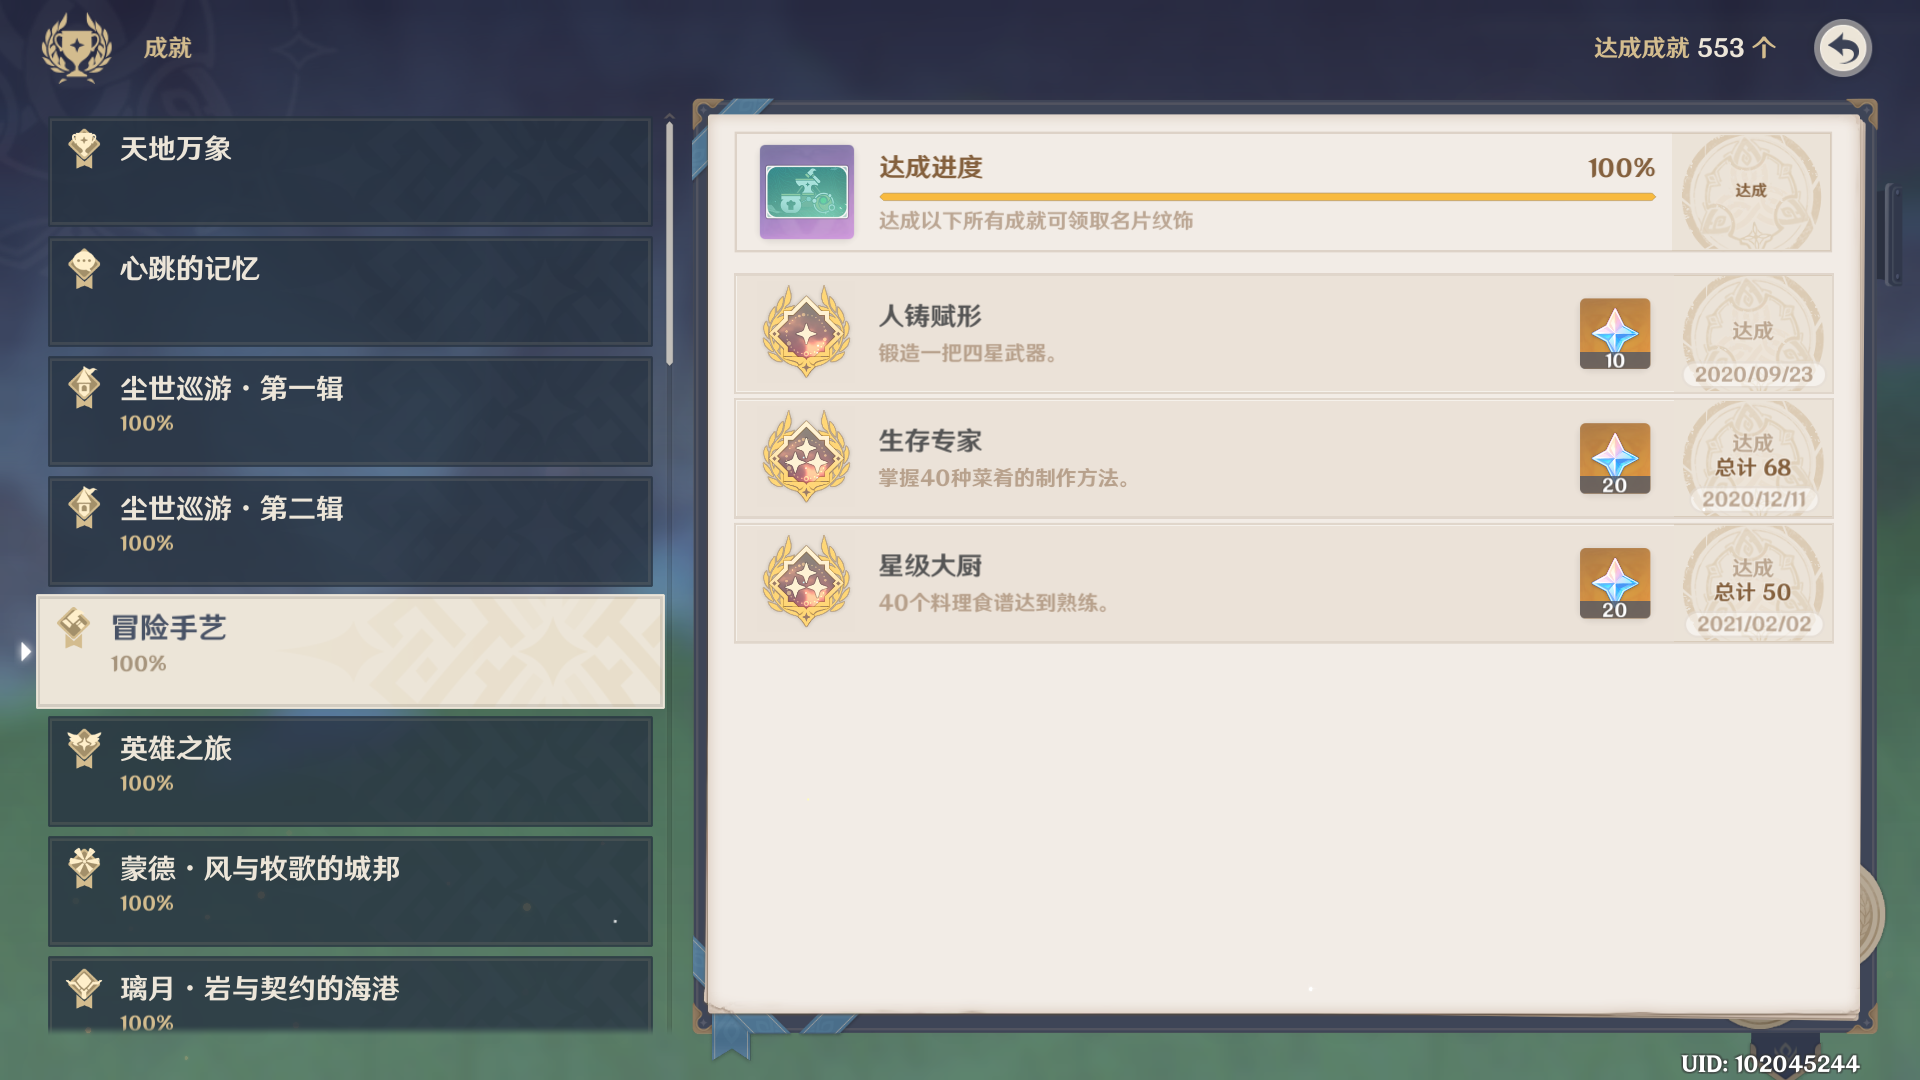 成就
达成成就 553 个
天地万象
心跳的记忆
尘世巡游·第一辑
100%
尘世巡游·第二辑
100%
冒险手艺
100%
英雄之旅
100%
蒙德·风与牧歌的城邦
100%
璃月·岩与契约的海港
100%
达成进度
100%
达成以下所有成就可领取名片纹饰
达成
人铸赋形
锻造一把四星武器。
10
达成
2020/09/23
生存专家
掌握40种菜肴的制作方法。
20
达成
总计 68
2020/12/11
星级大厨
40个料理食谱达到熟练。
20
达成
总计 50
2021/02/02
UID: 102045244